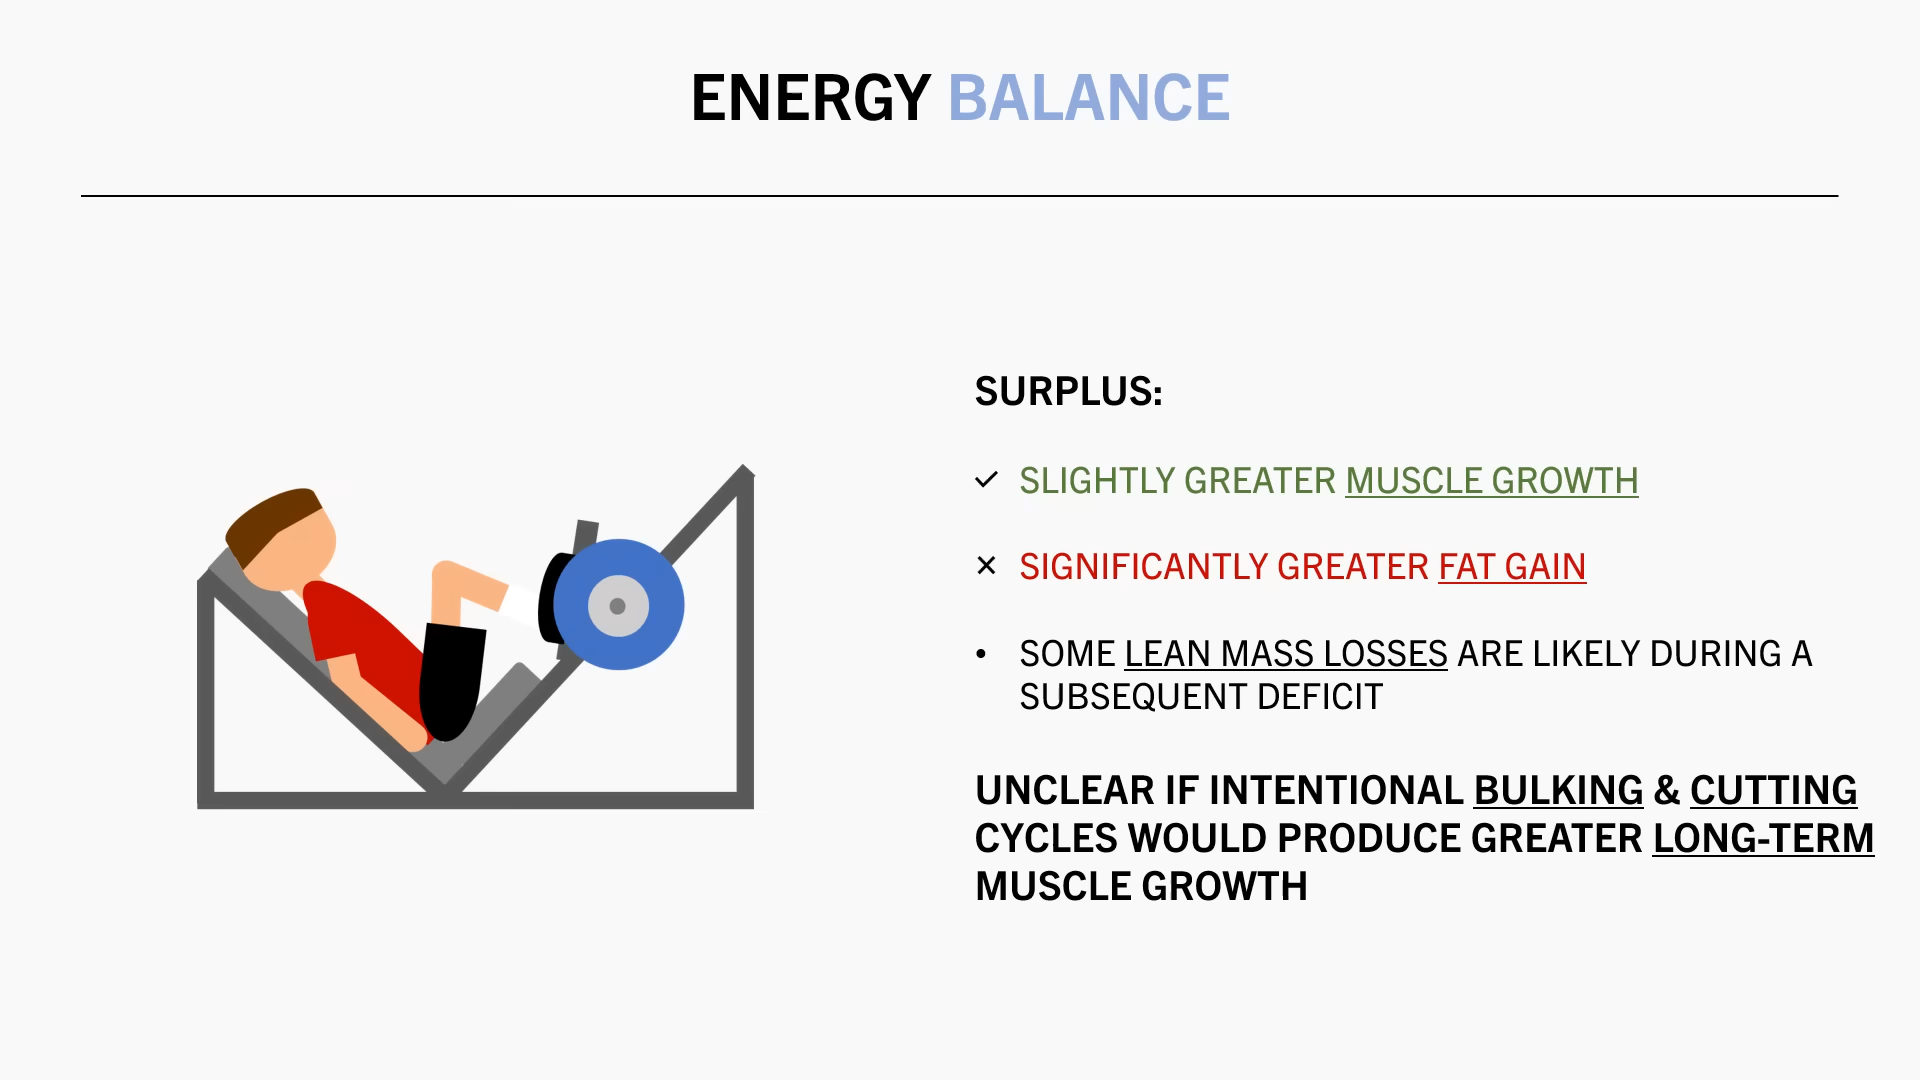 ENERGY BALANCE
SURPLUS:
✓ SLIGHTLY GREATER MUSCLE GROWTH
✕ SIGNIFICANTLY GREATER FAT GAIN
• SOME LEAN MASS LOSSES ARE LIKELY DURING A
SUBSEQUENT DEFICIT
UNCLEAR IF INTENTIONAL BULKING & CUTTING
CYCLES WOULD PRODUCE GREATER LONG-TERM
MUSCLE GROWTH